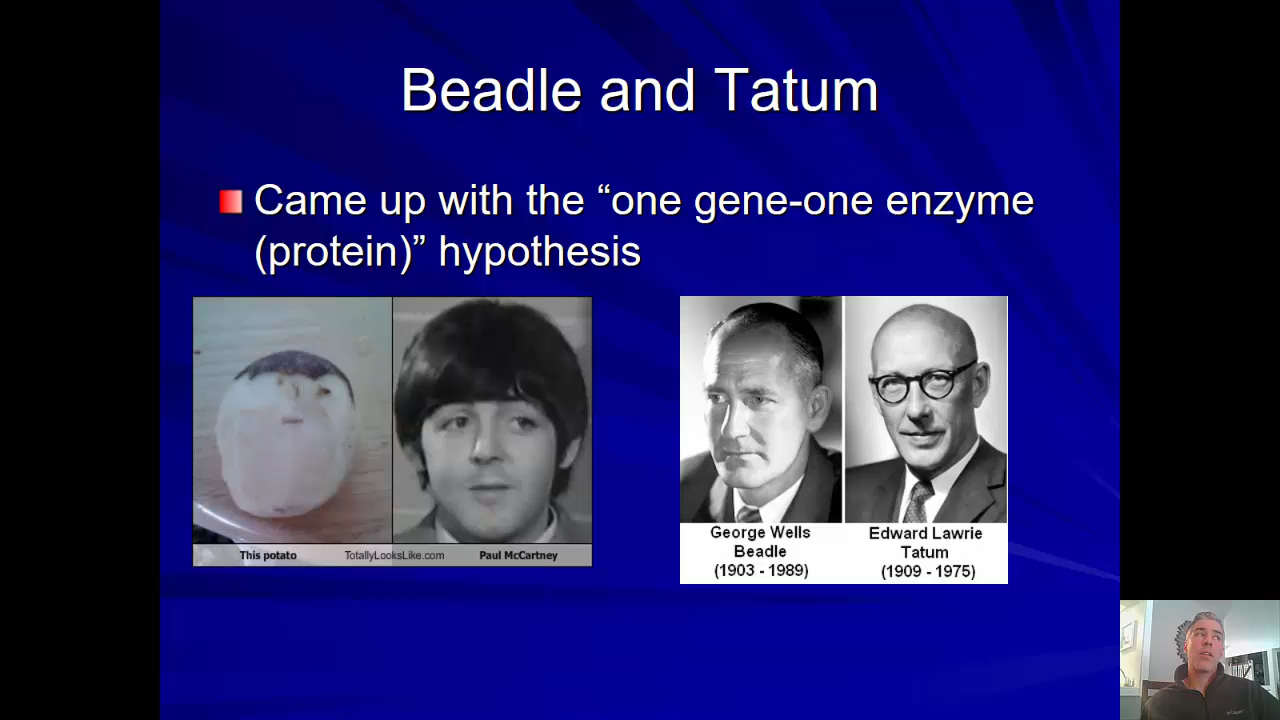 Beadle and Tatum
Came up with the “one gene-one enzyme
(protein)” hypothesis
This potato
TotallyLooksLike.com
Paul McCartney
George Wells
Beadle
(1903 - 1989)
Edward Lawrie
Tatum
(1909 - 1975)